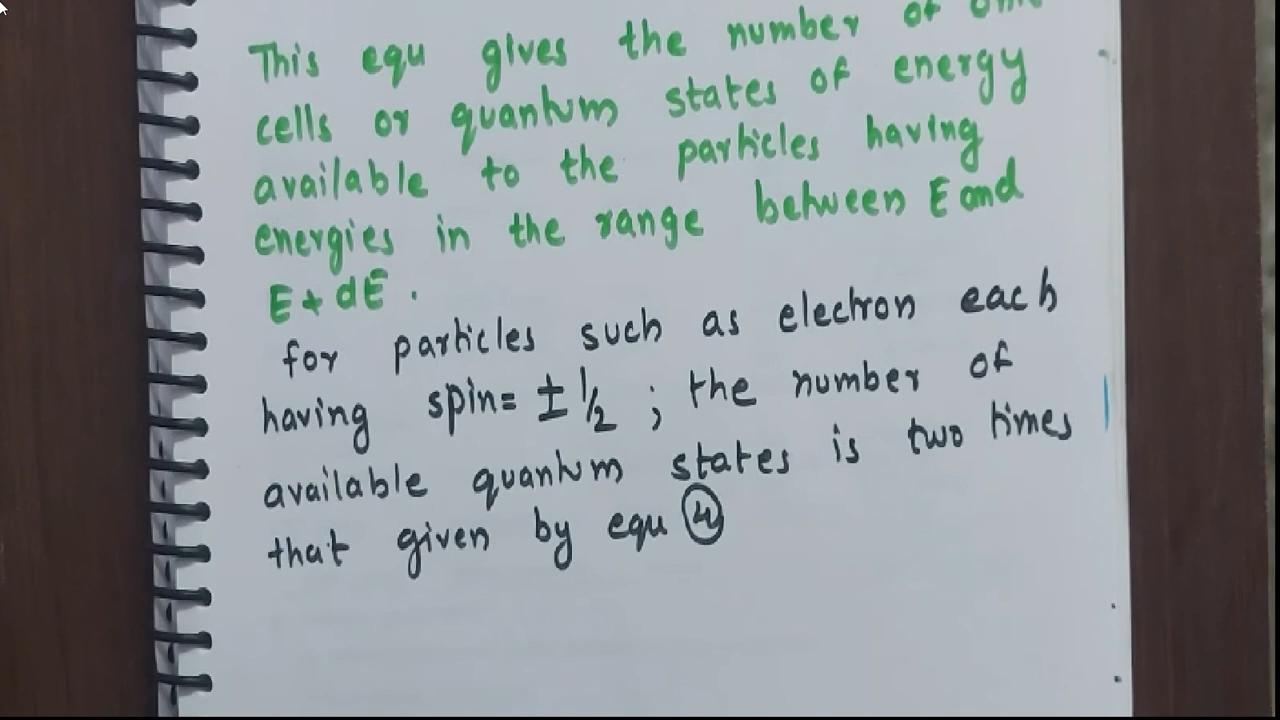 This equ gives the number of
cells or quantum states of energy
available to the particles having
energies in the range between E and
E + dE.
for particles such as electron each
having spin= ± 1/2 ; the number of
available quantum states is two times
that given by equ ④